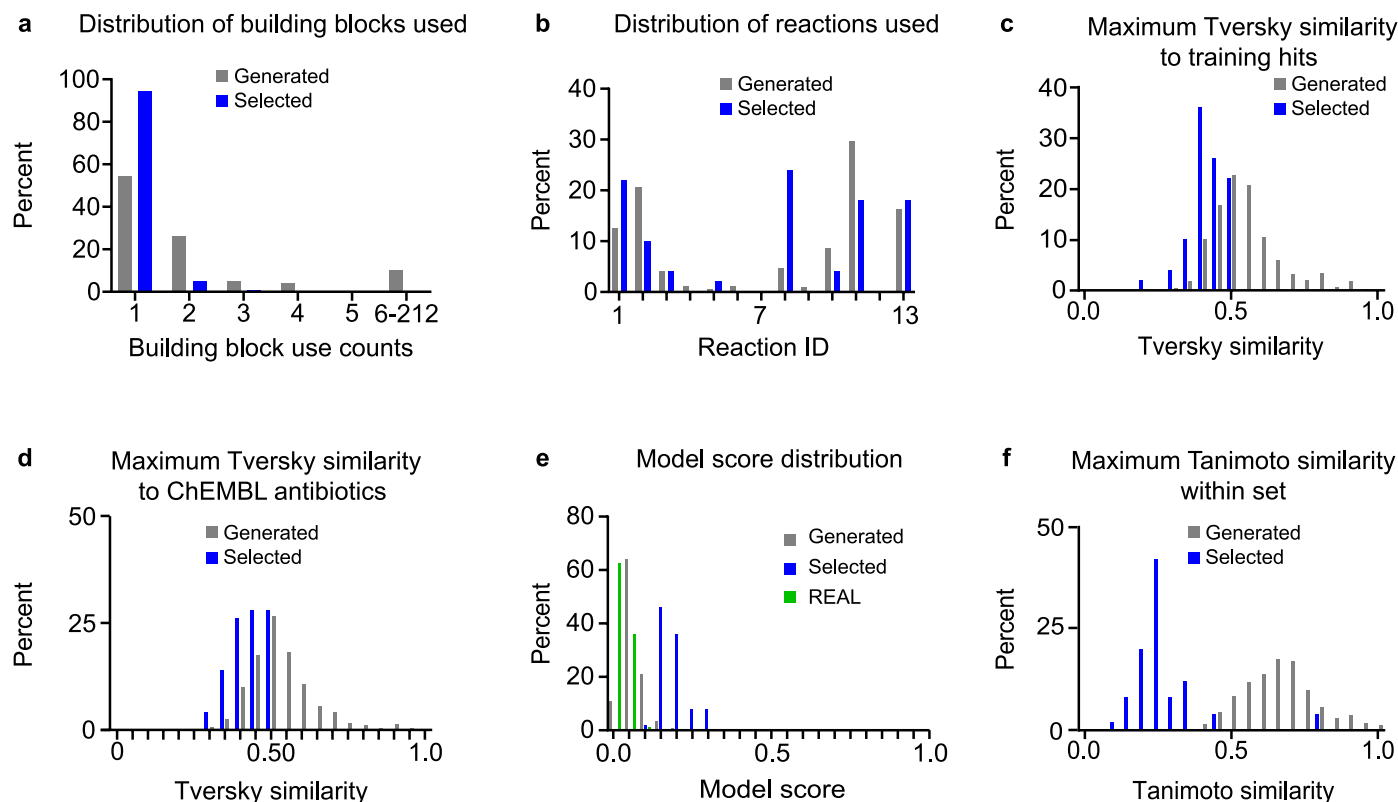 a Distribution of building blocks used
Generated
Selected
100
80
60
40
20
0
Percent
1 2 3 4 5 6-212
Building block use counts
b Distribution of reactions used
Generated
Selected
40
30
20
10
0
Percent
1 7 13
Reaction ID
c Maximum Tversky similarity
to training hits
Generated
Selected
40
30
20
10
0
Percent
0.0 0.5 1.0
Tversky similarity
d Maximum Tversky similarity
to ChEMBL antibiotics
Generated
Selected
50
25
0
Percent
0 0.50 1.0
Tversky similarity
e Model score distribution
Generated
Selected
REAL
80
60
40
20
0
Percent
0.0 0.5 1.0
Model score
f Maximum Tanimoto similarity
within set
Generated
Selected
50
25
0
Percent
0.0 0.5 1.0
Tanimoto similarity